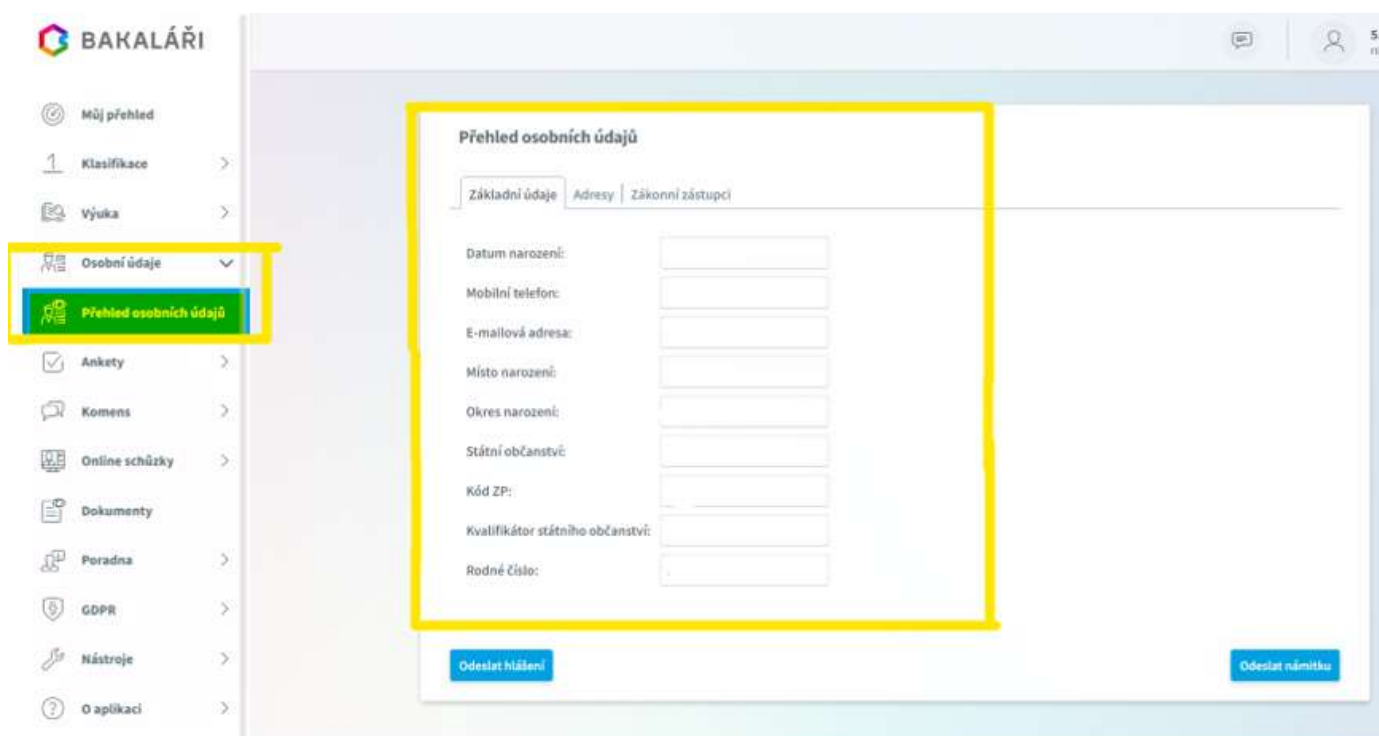 BAKALÁŘI
Můj přehled
Klasifikace
Výuka
Osobní údaje
Přehled osobních údajů
Ankety
Komens
Online schůzky
Dokumenty
Poradna
GDPR
Nástroje
O aplikaci
Přehled osobních údajů
Základní údaje Adresy Zákonní zástupci
Datum narození:
Mobilní telefon:
E-mailová adresa:
Místo narození:
Okres narození:
Státní občanství:
Kód ZP:
Kvalifikátor státního občanství:
Rodné číslo:
Odeslat hlášení
Odeslat námitku